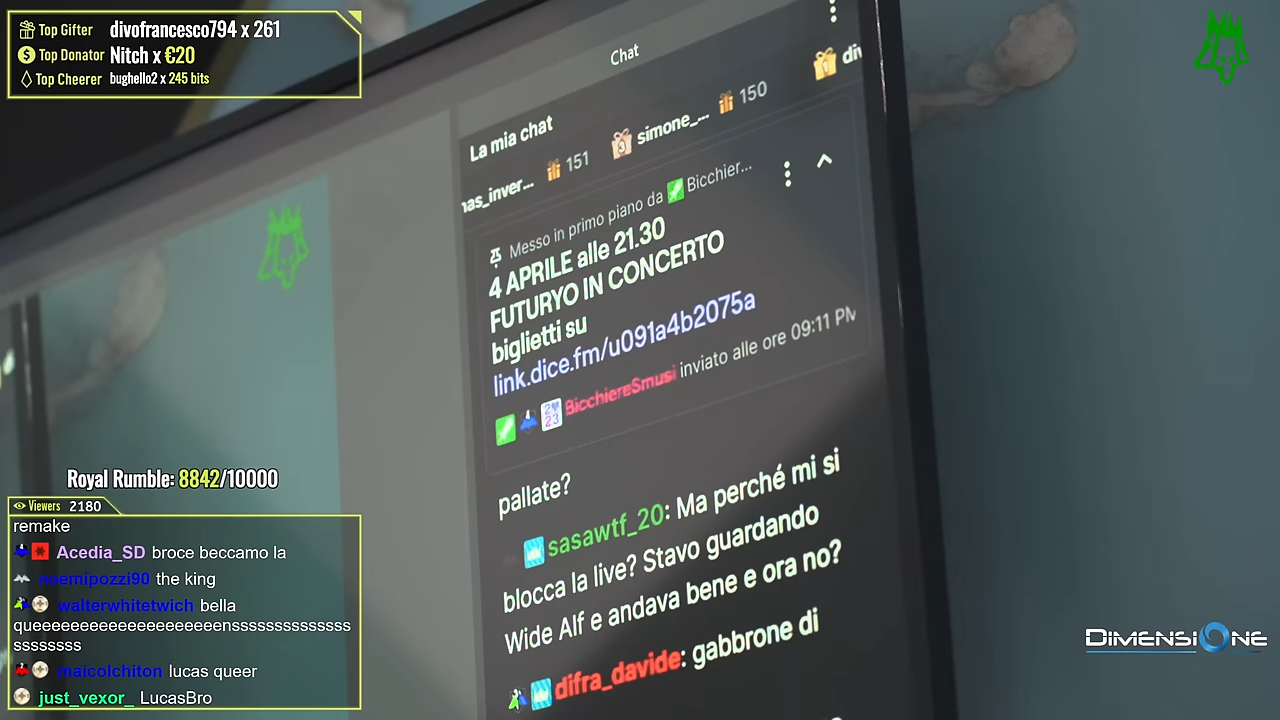 Top Gifter divofrancesco794 x 261
Top Donator Nitch x €20
Top Cheerer bughello2 x 245 bits
Chat
La mia chat
div
nas_inver... 151
simone_... 150
Messo in primo piano da Bicchier...
4 APRILE alle 21.30
FUTURYO IN CONCERTO
biglietti su
link.dice.fm/u091a4b2075a
BicchiereSmusi inviato alle ore 09:11 PM
pallate?
sasawtf_20: Ma perché mi si
blocca la live? Stavo guardando
Wide Alf e andava bene e ora no?
difra_davide: gabbrone di
Royal Rumble: 8842/10000
Viewers 2180
remake
Acedia_SD broce beccamo la
noemipozzi90 the king
walterwhitetwich bella
queeeeeeeeeeeeeeeeeeeeensssssssssssss
ssssssss
maicolchiton lucas queer
just_vexor_ LucasBro
DIMENSIONE